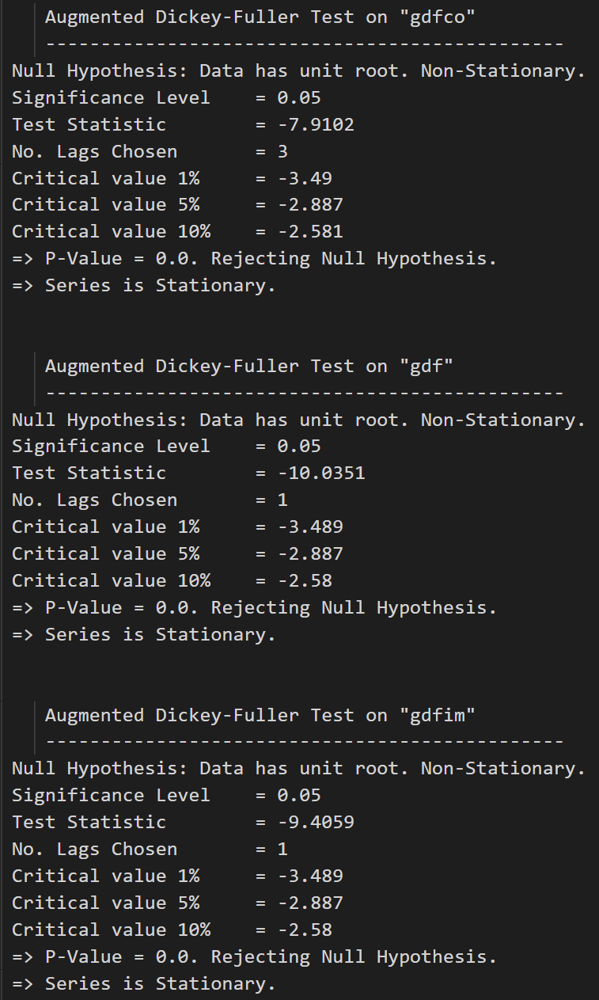 Augmented Dickey-Fuller Test on "gdfco"
-----------------------------------------------
Null Hypothesis: Data has unit root. Non-Stationary.
Significance Level    = 0.05
Test Statistic        = -7.9102
No. Lags Chosen       = 3
Critical value 1%     = -3.49
Critical value 5%     = -2.887
Critical value 10%    = -2.581
=> P-Value = 0.0. Rejecting Null Hypothesis.
=> Series is Stationary.
Augmented Dickey-Fuller Test on "gdf"
-----------------------------------------------
Null Hypothesis: Data has unit root. Non-Stationary.
Significance Level    = 0.05
Test Statistic        = -10.0351
No. Lags Chosen       = 1
Critical value 1%     = -3.489
Critical value 5%     = -2.887
Critical value 10%    = -2.58
=> P-Value = 0.0. Rejecting Null Hypothesis.
=> Series is Stationary.
Augmented Dickey-Fuller Test on "gdfim"
-----------------------------------------------
Null Hypothesis: Data has unit root. Non-Stationary.
Significance Level    = 0.05
Test Statistic        = -9.4059
No. Lags Chosen       = 1
Critical value 1%     = -3.489
Critical value 5%     = -2.887
Critical value 10%    = -2.58
=> P-Value = 0.0. Rejecting Null Hypothesis.
=> Series is Stationary.